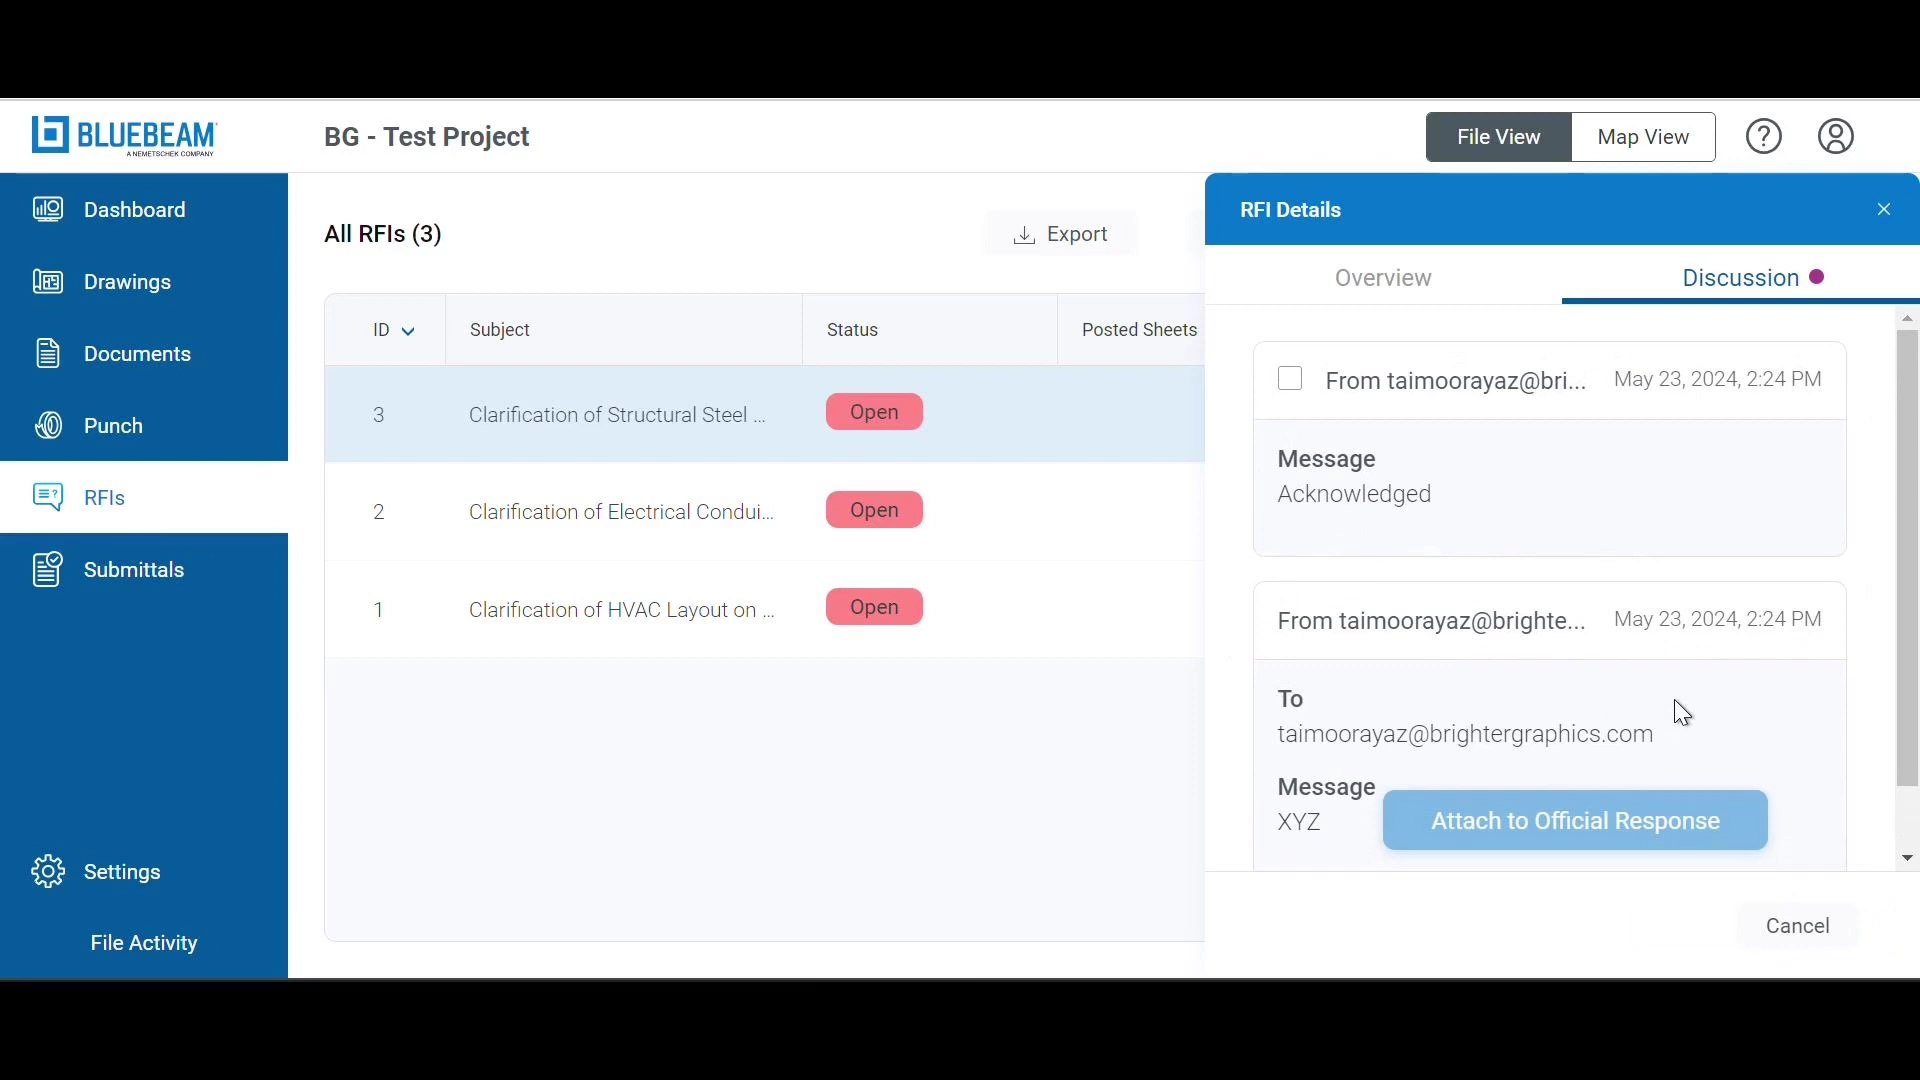 BLUEBEAM
A NEMETSCHEK COMPANY
BG - Test Project
File View
Map View
?
Dashboard
Drawings
Documents
Punch
RFIs
Submittals
Settings
File Activity
All RFIs (3)
Export
ID
Subject
Status
Posted Sheets
3
Clarification of Structural Steel ...
Open
2
Clarification of Electrical Condui...
Open
1
Clarification of HVAC Layout on ...
Open
RFI Details
Overview
Discussion
From taimoorayaz@bri...
May 23, 2024, 2:24 PM
Message
Acknowledged
From taimoorayaz@brighte...
May 23, 2024, 2:24 PM
To
taimoorayaz@brightergraphics.com
Message
XYZ
Attach to Official Response
Cancel